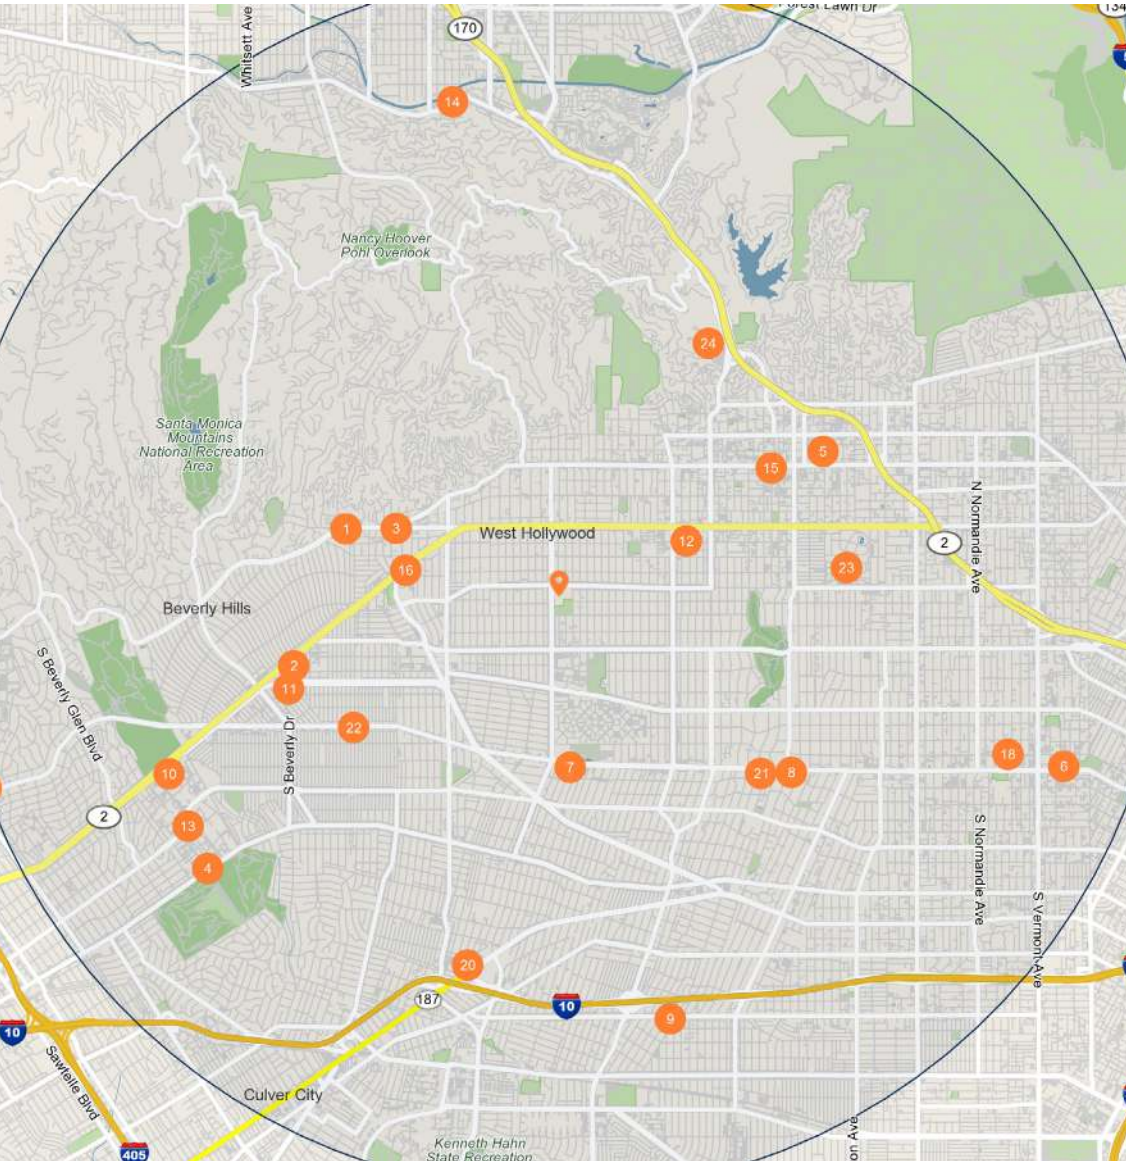 Forest Lawn Dr
134
170
Whitsett Ave
14
Nancy Hoover
Pohl Overlook
24
Santa Monica
Mountains
National Recreation
Area
5
15
N Normandie Ave
1
3
West Hollywood
12
2
16
23
Beverly Hills
S Beverly Glen Blvd
2
11
S Beverly Dr
22
18
10
7
21
8
6
2
13
S Normandie Ave
4
S Vermont Ave
20
187
10
9
10
Sawtelle Blvd
Culver City
405
Kenneth Hahn
State Recreation
on Ave